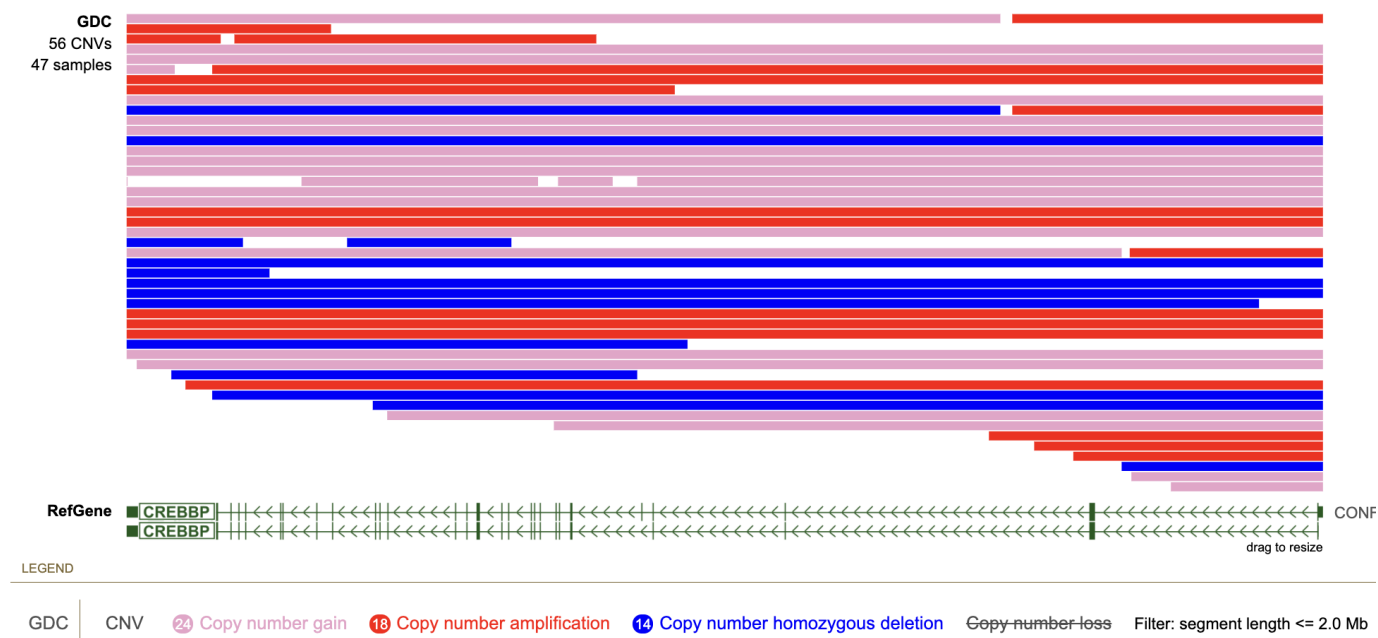 GDC
56 CNVs
47 samples
RefGene CREBBP CONF
CREBBP
drag to resize
LEGEND
GDC CNV 24 Copy number gain 18 Copy number amplification 14 Copy number homozygous deletion Copy number loss Filter: segment length <= 2.0 Mb